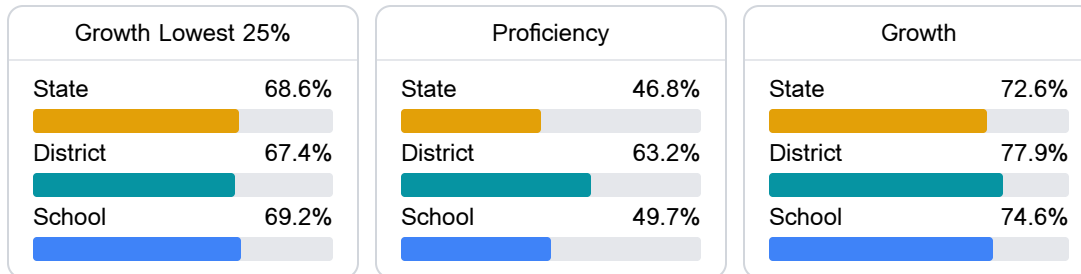 Growth Lowest 25%
State 68.6%
District 67.4%
School 69.2%
Proficiency
State 46.8%
District 63.2%
School 49.7%
Growth
State 72.6%
District 77.9%
School 74.6%